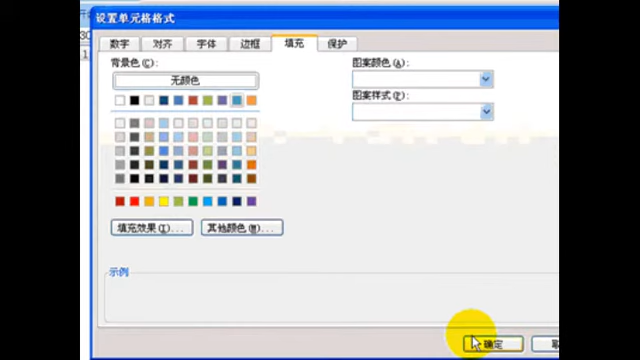 设置单元格格式
数字 对齐 字体 边框 填充 保护
背景色(C):
无颜色
图案颜色(A):
图案样式(P):
填充效果(I)... 其他颜色(M)...
示例
确定